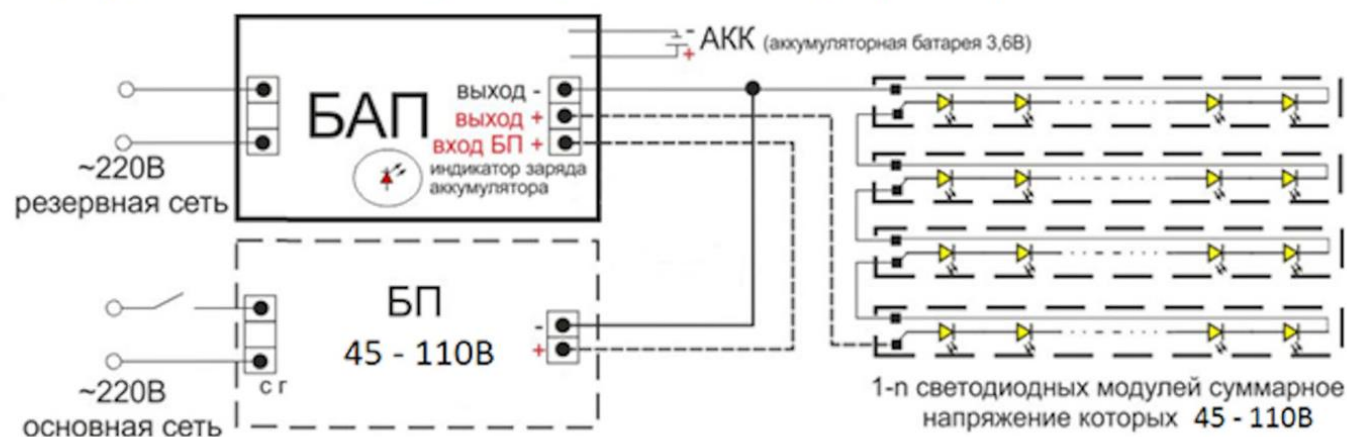 - АКК (аккумуляторная батарея 3,6В)
+
БАП
выход -
выход +
вход БП +
индикатор заряда
аккумулятора
~220В
резервная сеть
БП
45 - 110В
-
+
с г
~220В
основная сеть
1-n светодиодных модулей суммарное
напряжение которых 45 - 110В